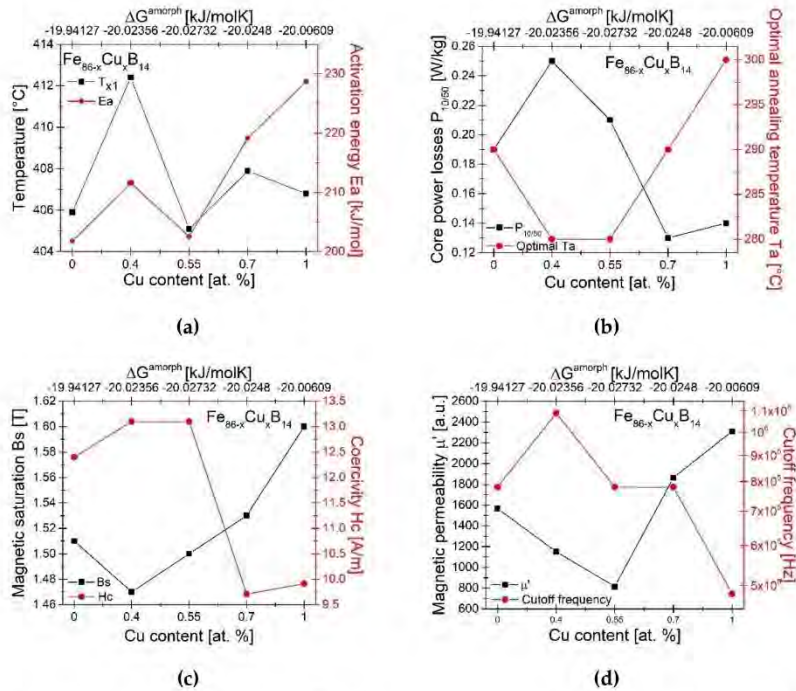 ΔG^amorph [kJ/molK]
-19.94127 -20.02356 -20.02732 -20.0248 -20.00609
Fe86-xCuxB14
Tx1
Ea
Temperature [°C]
414
412
410
408
406
404
Activation energy Ea [kJ/mol]
230
220
210
200
0 0.4 0.55 0.7 1
Cu content [at. %]
(a)
ΔG^amorph [kJ/molK]
-19.94127 -20.02356 -20.02732 -20.0248 -20.00609
Fe86-xCuxB14
P10/50
Optimal Ta
Core power losses P10/50 [W/kg]
0.26
0.24
0.22
0.20
0.18
0.16
0.14
0.12
Optimal annealing temperature Ta [°C]
300
295
290
285
280
0 0.4 0.55 0.7 1
Cu content [at. %]
(b)
ΔG^amorph [kJ/molK]
-19.94127 -20.02356 -20.02732 -20.0248 -20.00609
Fe86-xCuxB14
Bs
Hc
Magnetic saturation Bs [T]
1.60
1.62
1.58
1.56
1.54
1.52
1.50
1.48
1.46
Coercivity Hc [A/m]
13.5
13.0
12.5
12.0
11.5
11.0
10.5
10.0
9.5
0 0.4 0.55 0.7 1
Cu content [at. %]
(c)
ΔG^amorph [kJ/molK]
-19.94127 -20.02356 -20.02732 -20.0248 -20.00609
Fe86-xCuxB14
μ'
Cutoff frequency
Magnetic permeability μ' [a.u.]
2600
2400
2200
2000
1800
1600
1400
1200
1000
800
600
Cutoff frequency [Hz]
0 0.4 0.55 0.7 1
Cu content [at. %]
(d)